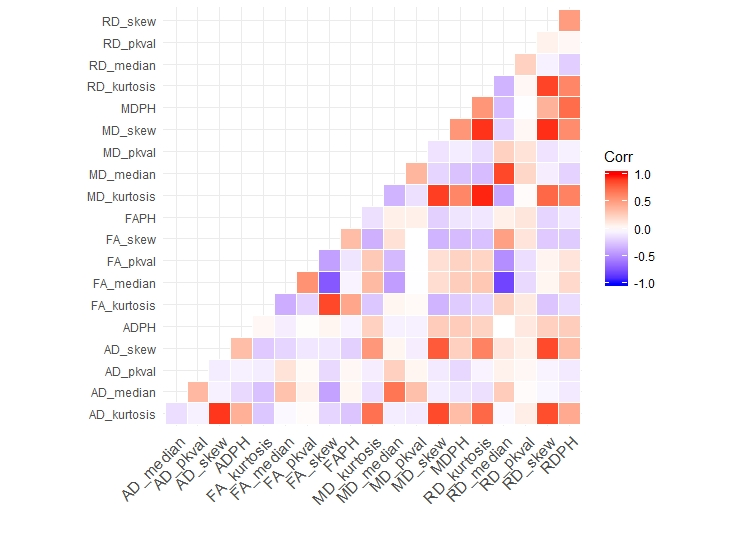 RD_skew
RD_pkval
RD_median
RD_kurtosis
MDPH
MD_skew
MD_pkval
MD_median
MD_kurtosis
FAPH
FA_skew
FA_pkval
FA_median
FA_kurtosis
ADPH
AD_skew
AD_pkval
AD_median
AD_kurtosis
Corr
1.0
0.5
0.0
-0.5
-1.0
AD_median
AD_pkval
AD_skew
ADPH
FA_kurtosis
FA_median
FA_pkval
FA_skew
FAPH
MD_kurtosis
MD_median
MD_pkval
MD_skew
MDPH
RD_kurtosis
RD_median
RD_pkval
RD_skew
RDPH